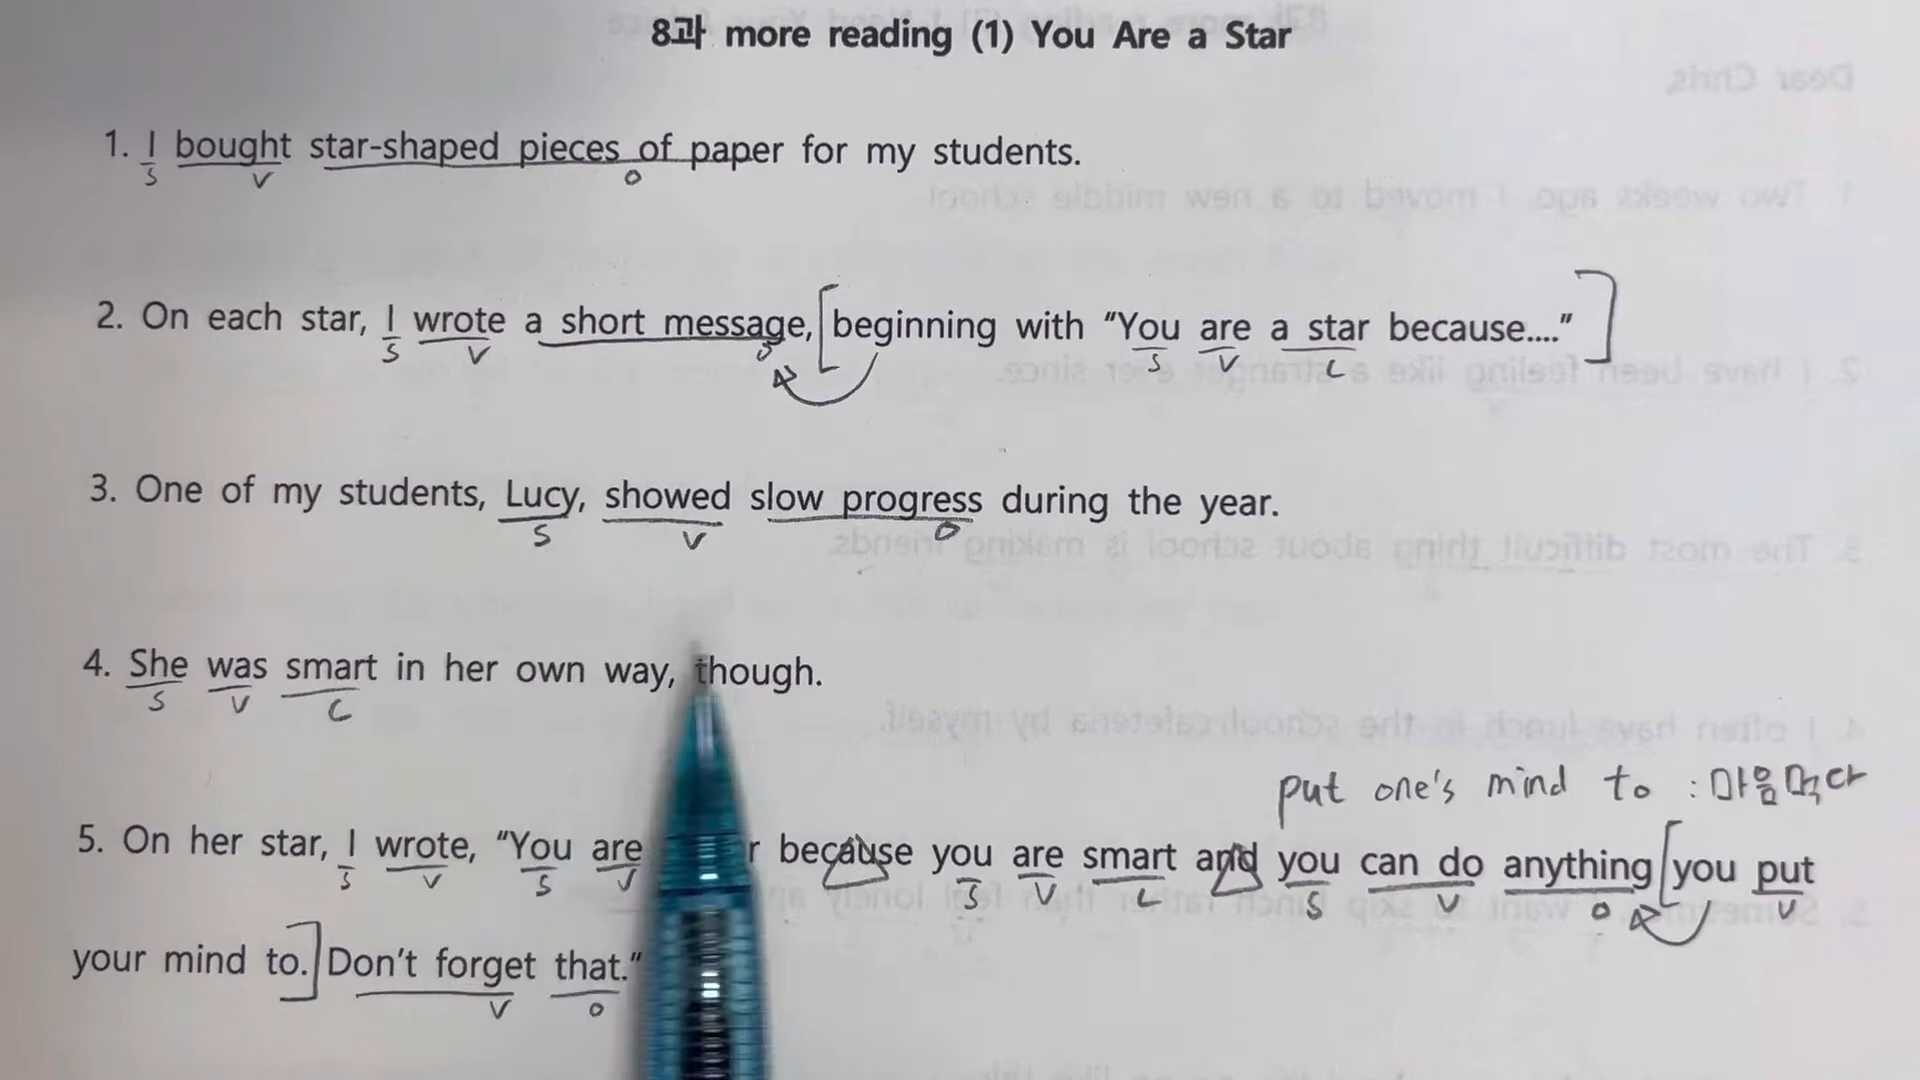 8과 more reading (1) You Are a Star
1. I bought star-shaped pieces of paper for my students.
S V O
2. On each star, I wrote a short message, [beginning with "You are a star because...."]
S V O S V C
3. One of my students, Lucy, showed slow progress during the year.
S V O
4. She was smart in her own way, though.
S V C
put one's mind to :마음먹다
5. On her star, I wrote, "You are r because you are smart and you can do anything [you put
S V S V S V C S V O V
your mind to.] Don't forget that."
V O